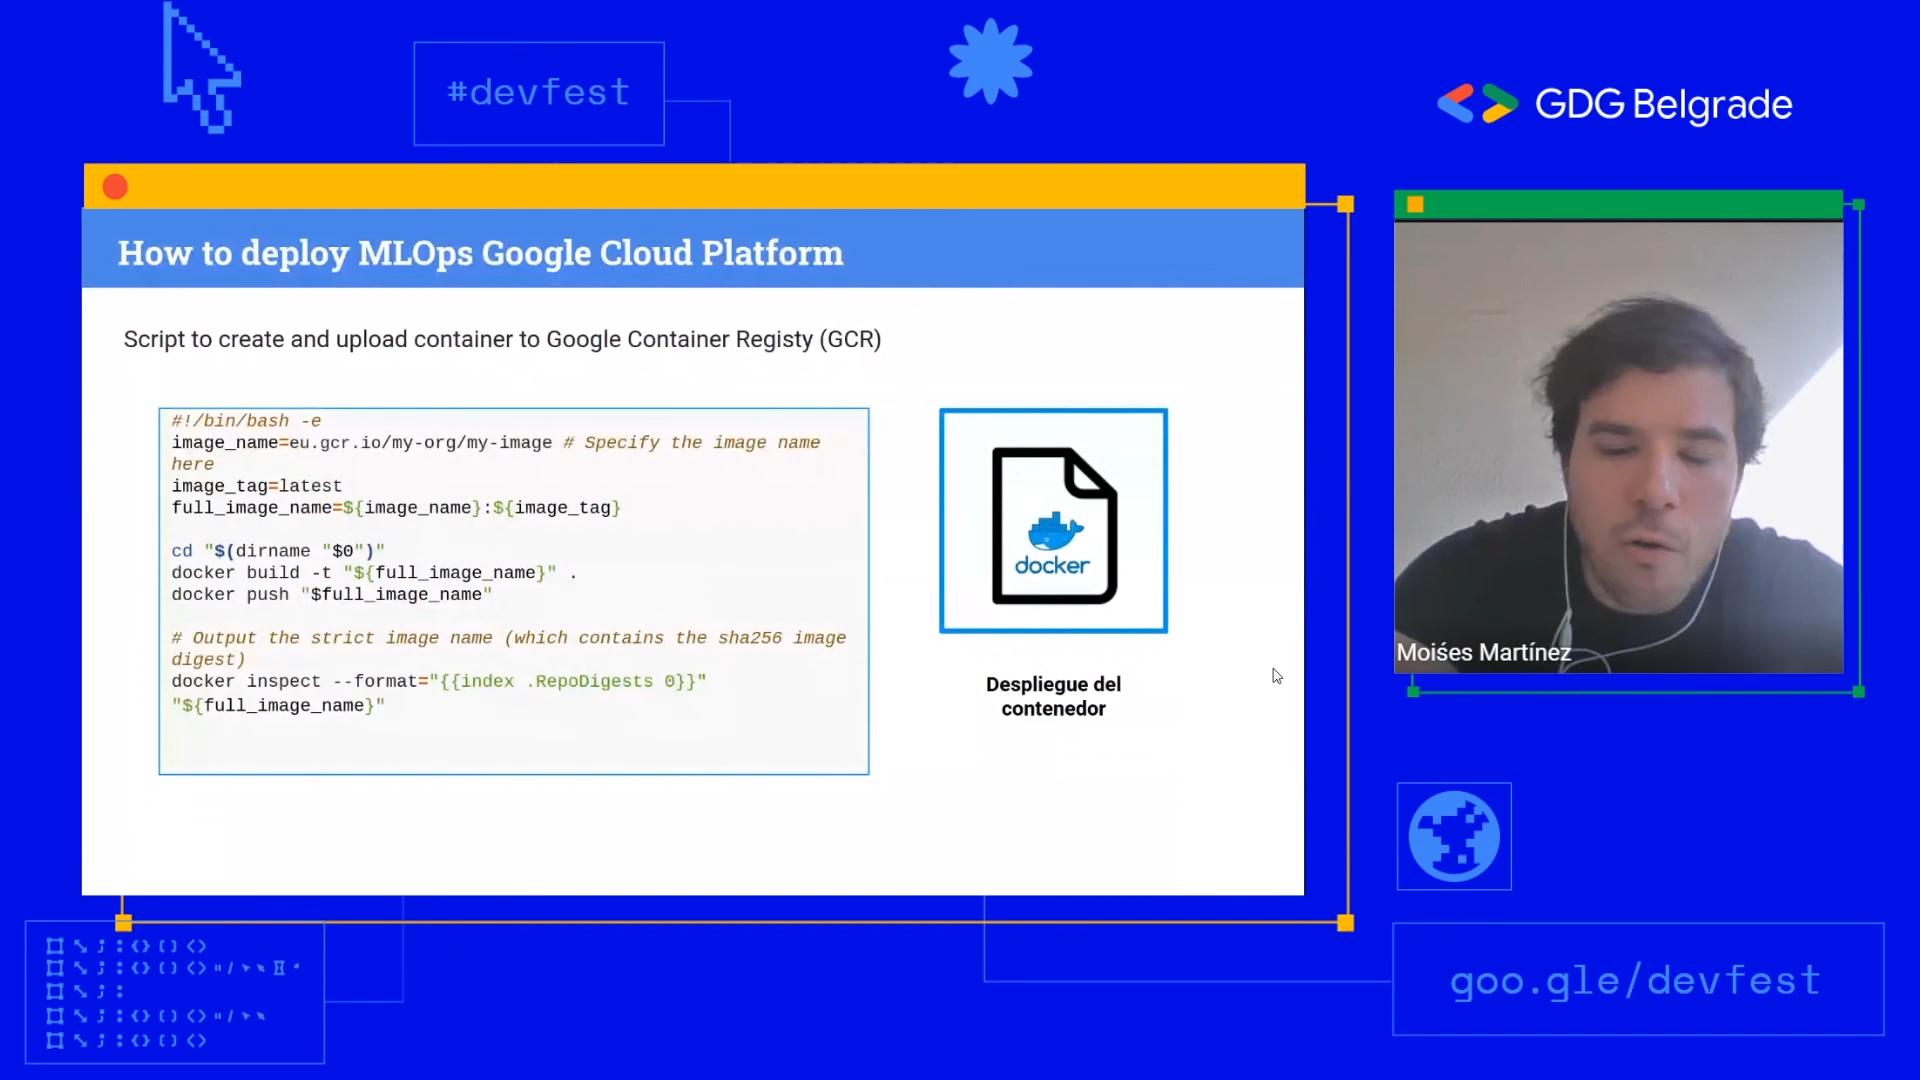 #devfest
GDG Belgrade
How to deploy MLOps Google Cloud Platform
Script to create and upload container to Google Container Registy (GCR)
#!/bin/bash -e
image_name=eu.gcr.io/my-org/my-image # Specify the image name
here
image_tag=latest
full_image_name=${image_name}:${image_tag}
cd "$(dirname "$0")"
docker build -t "${full_image_name}" .
docker push "$full_image_name"
# Output the strict image name (which contains the sha256 image
digest)
docker inspect --format="{{index .RepoDigests 0}}"
"${full_image_name}"
docker
Despliegue del
contenedor
Moiśes Martínez
goo.gle/devfest